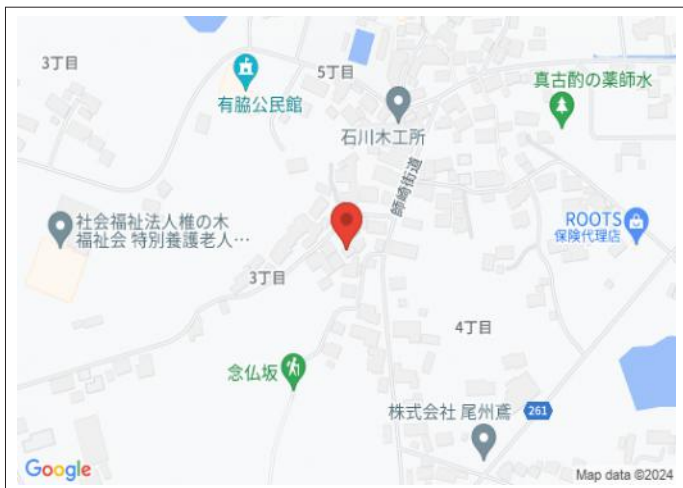 3丁目
5丁目
有脇公民館
真古酌の薬師水
石川木工所
師崎街道
社会福祉法人椎の木
福祉会 特別養護老人…
ROOTS
保険代理店
3丁目
4丁目
念仏坂
株式会社 尾州鳶
261
Google
Map data ©2024